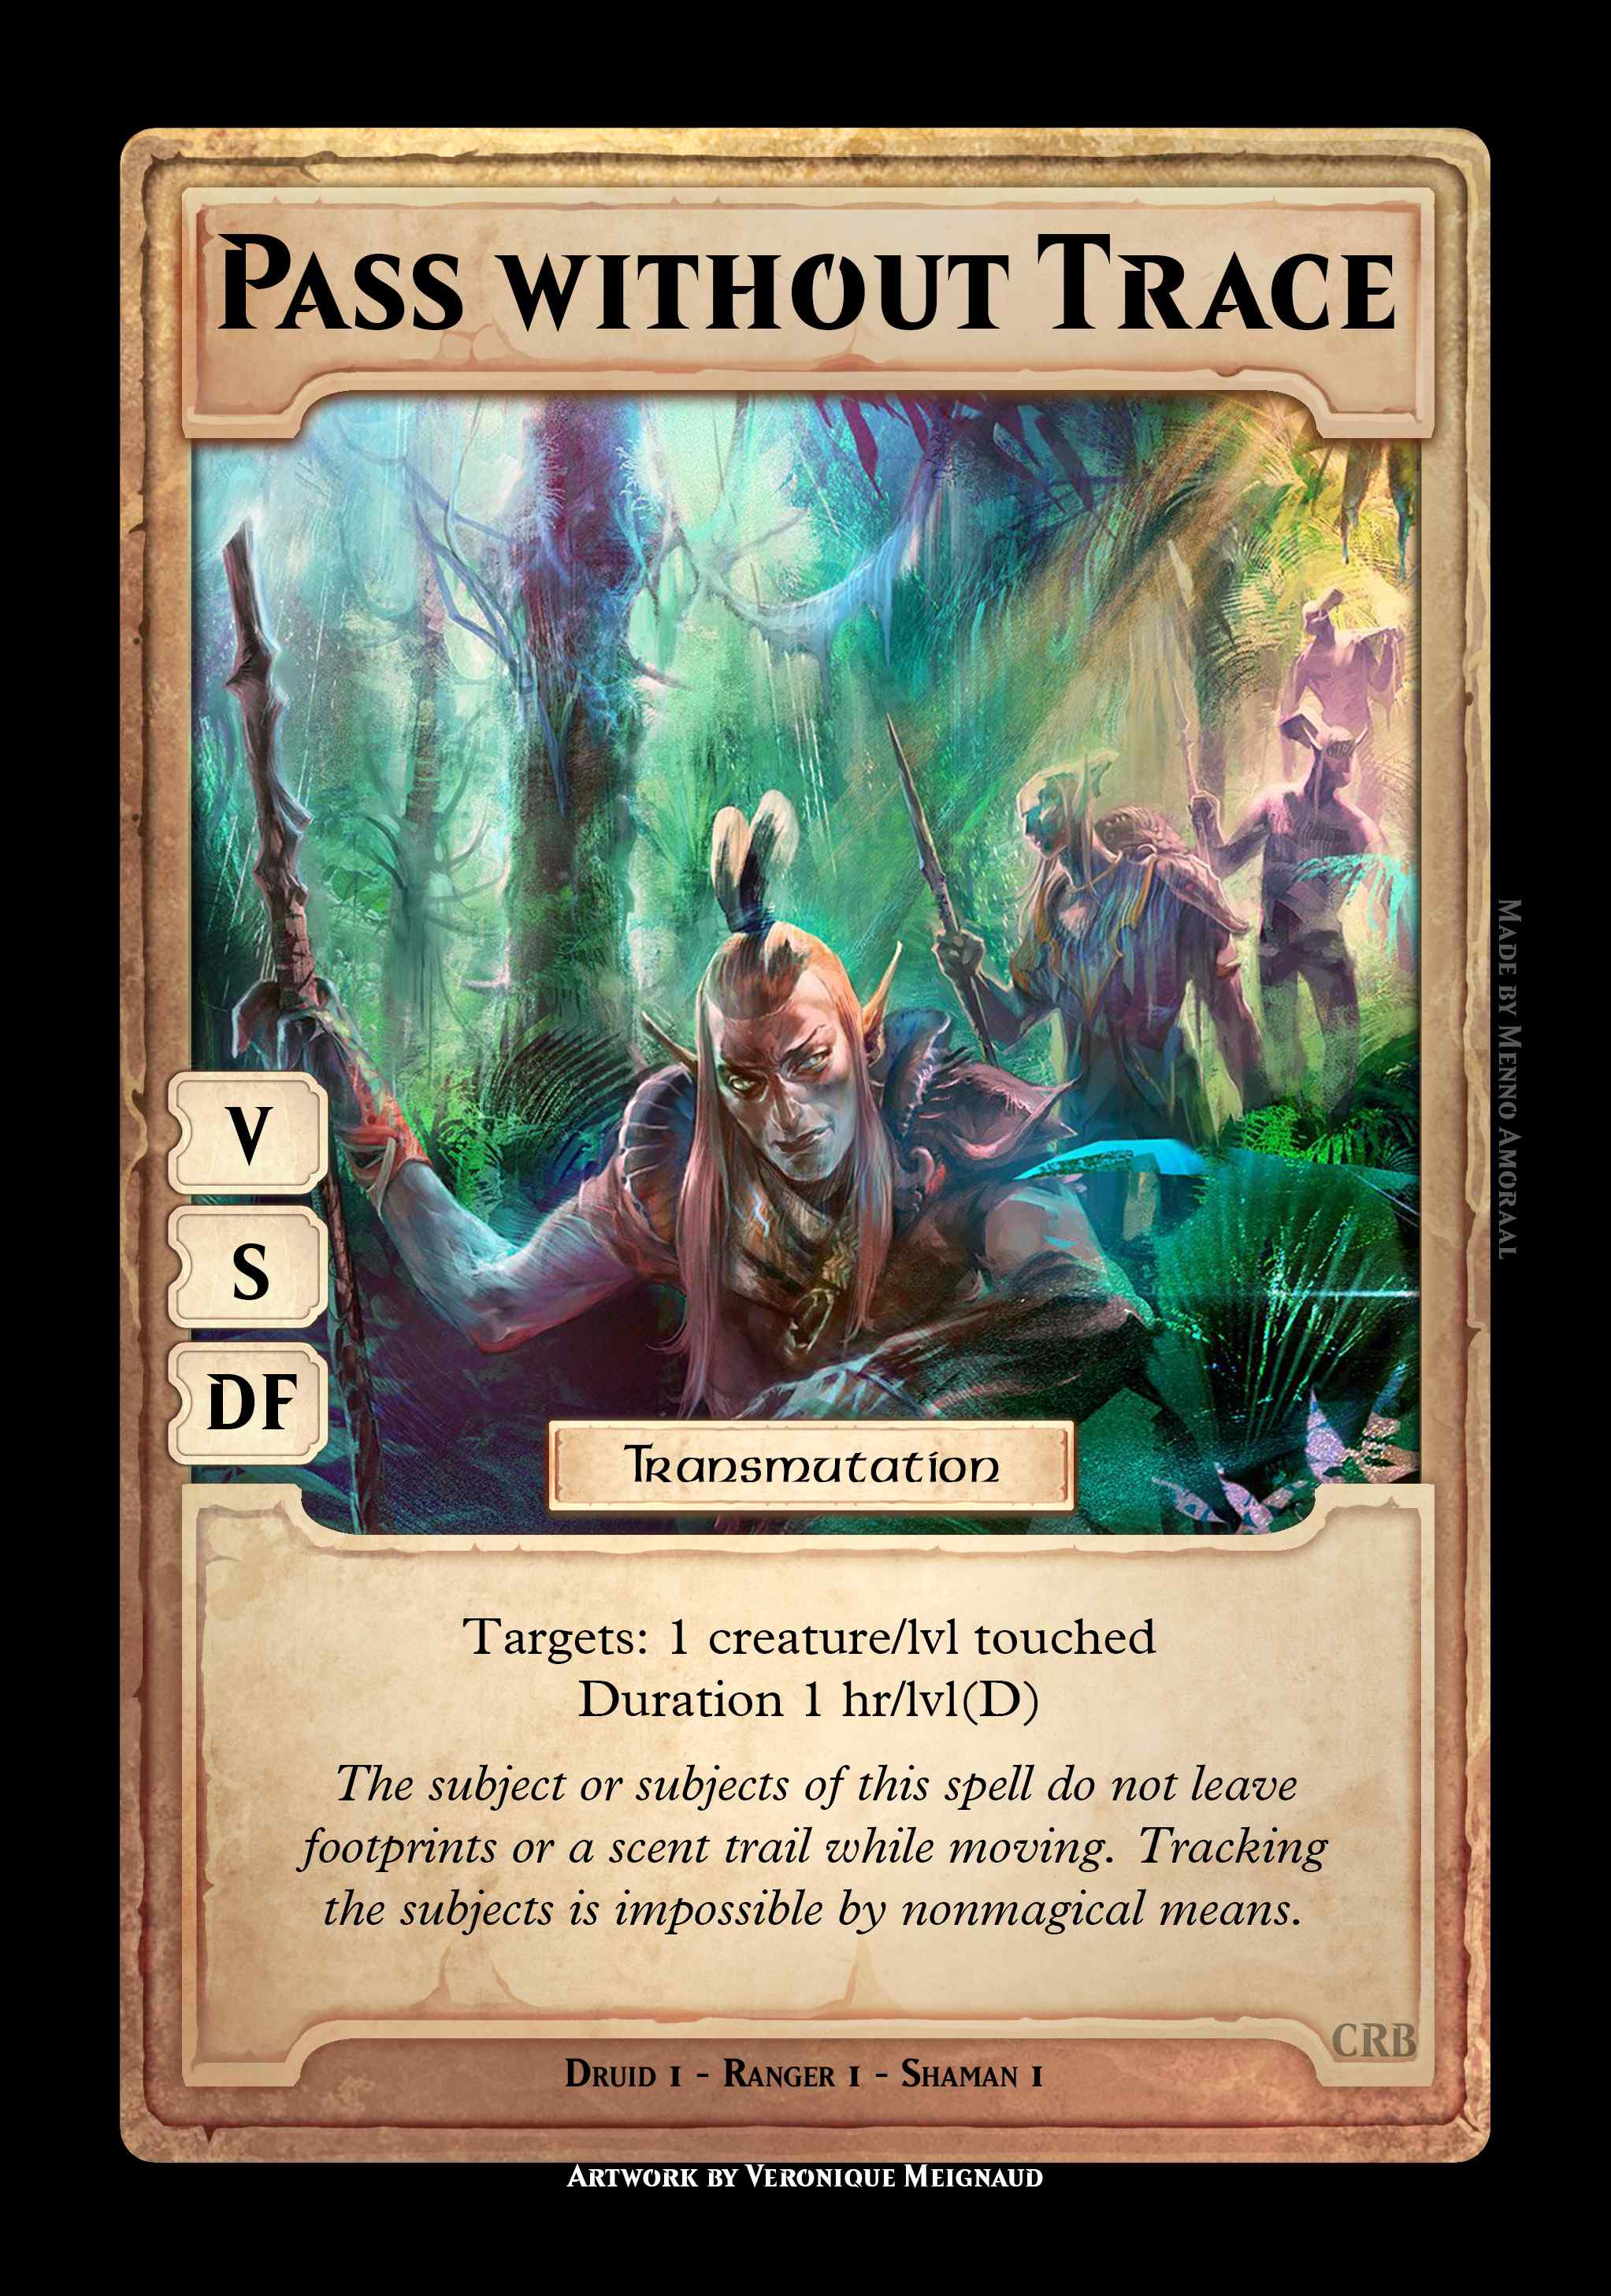 Pass without Trace
Made by Menno Amoraal
V
S
DF
Transmutation
Targets: 1 creature/lvl touched
Duration 1 hr/lvl(D)
The subject or subjects of this spell do not leave
footprints or a scent trail while moving. Tracking
the subjects is impossible by nonmagical means.
CRB
Druid 1 - Ranger 1 - Shaman 1
Artwork by Veronique Meignaud